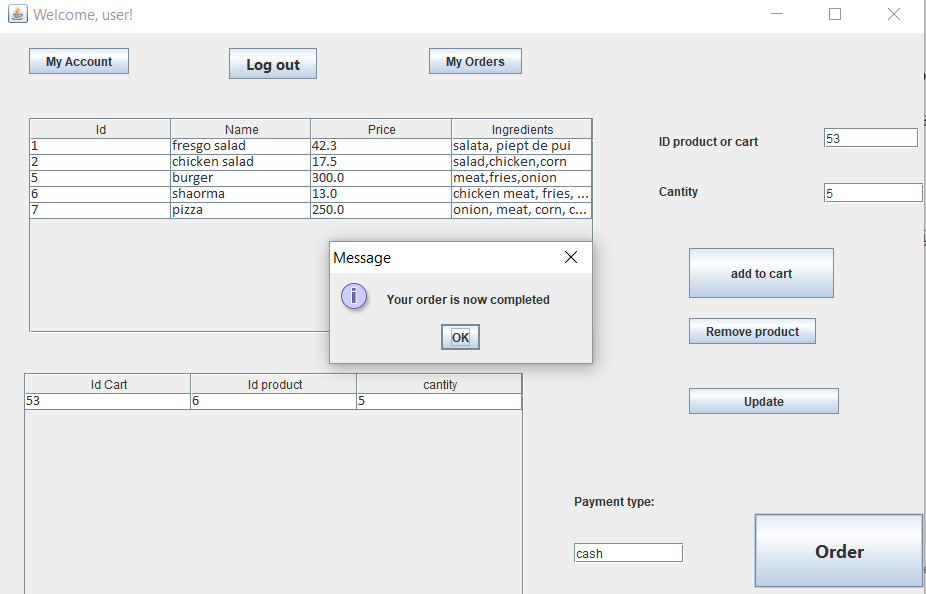 Welcome, user!
My Account
Log out
My Orders
Id Name Price Ingredients
1 fresgo salad 42.3 salata, piept de pui
2 chicken salad 17.5 salad,chicken,corn
5 burger 300.0 meat,fries,onion
6 shaorma 13.0 chicken meat, fries, ...
7 pizza 250.0 onion, meat, corn, c...
ID product or cart 53
Cantity 5
add to cart
Remove product
Update
Message
Your order is now completed
OK
Id Cart Id product cantity
53 6 5
Payment type:
cash
Order